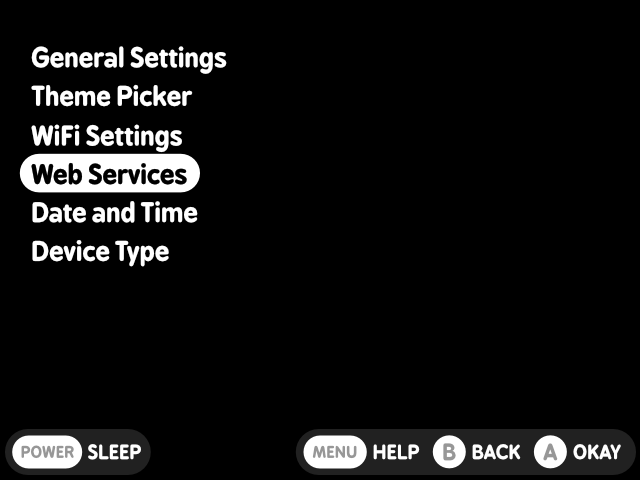 General Settings
Theme Picker
WiFi Settings
Web Services
Date and Time
Device Type
POWER SLEEP MENU HELP B BACK A OKAY